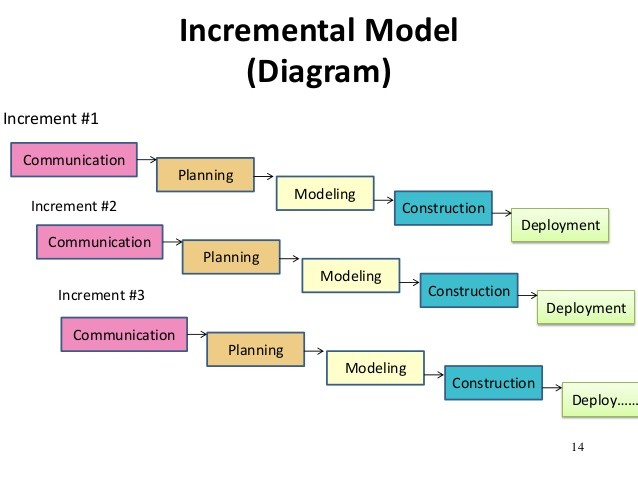 Incremental Model
(Diagram)
Increment #1
Communication
Planning
Modeling
Construction
Deployment
Increment #2
Communication
Planning
Modeling
Construction
Deployment
Increment #3
Communication
Planning
Modeling
Construction
Deploy……
14